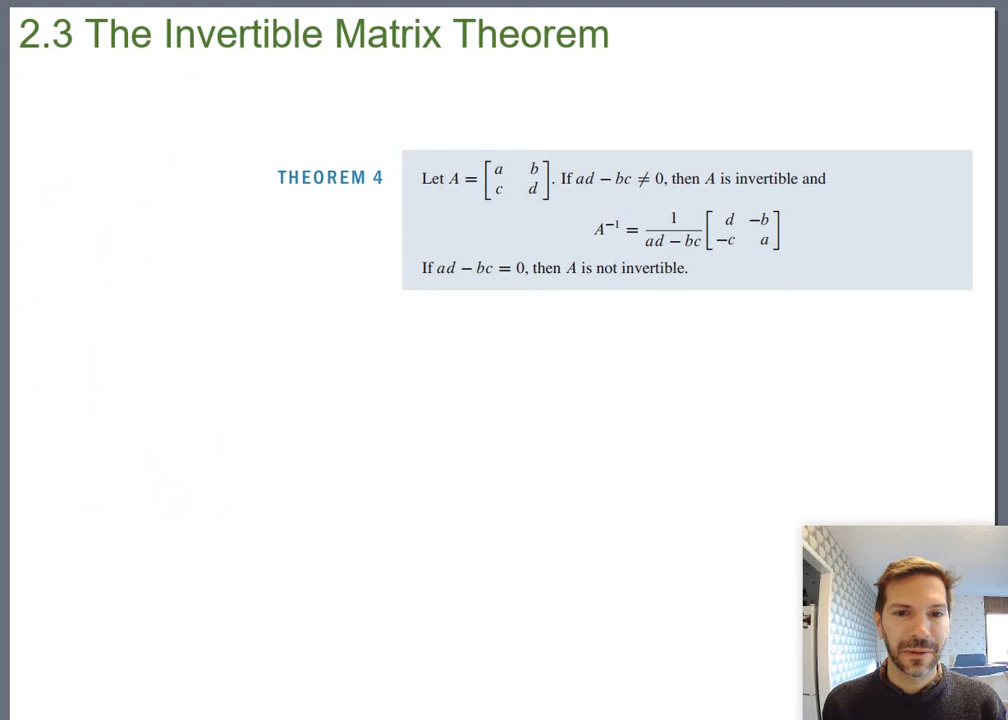 2.3 The Invertible Matrix Theorem
THEOREM 4
Let A = [a b; c d]. If ad − bc ≠ 0, then A is invertible and
A⁻¹ = 1/(ad − bc) [d −b; −c a]
If ad − bc = 0, then A is not invertible.